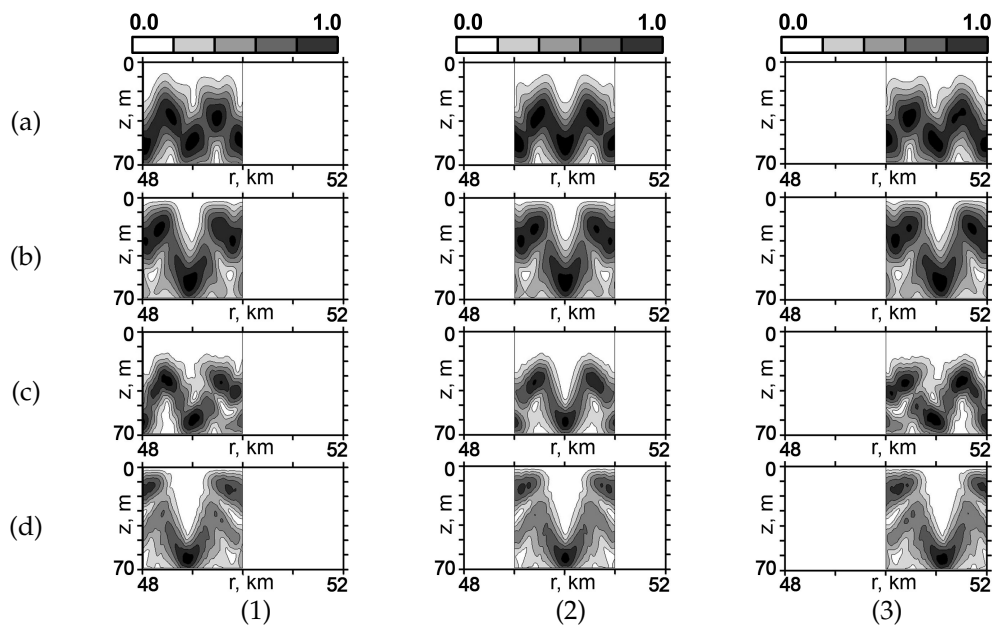 0.0 1.0 0.0 1.0 0.0 1.0
(a)
0 z, m 70 0 z, m 70 0 z, m 70
48 r, km 52 48 r, km 52 48 r, km 52
(b)
0 z, m 70 0 z, m 70 0 z, m 70
48 r, km 52 48 r, km 52 48 r, km 52
(c)
0 z, m 70 0 z, m 70 0 z, m 70
48 r, km 52 48 r, km 52 48 r, km 52
(d)
0 z, m 70 0 z, m 70 0 z, m 70
48 r, km 52 48 r, km 52 48 r, km 52
(1) (2) (3)